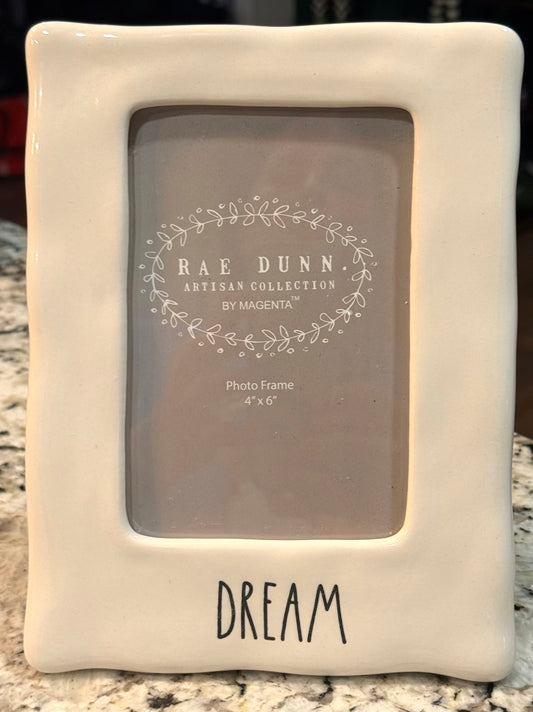 RAE DUNN.
ARTISAN COLLECTION
BY MAGENTA™
Photo Frame
4" x 6"
DREAM